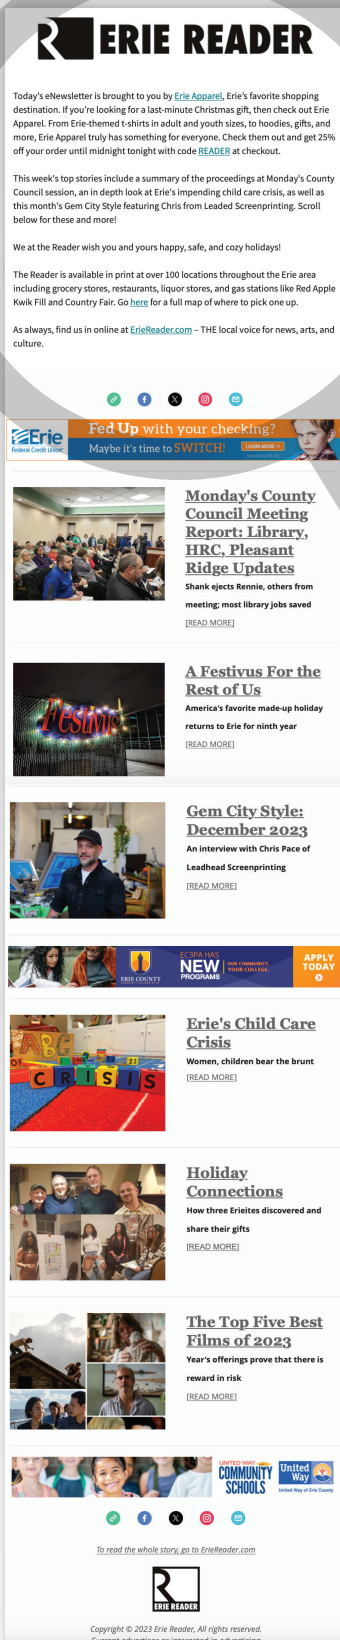 ERIE READER
Today's eNewsletter is brought to you by Erie Apparel, Erie's favorite shopping
destination. If you're looking for a last-minute Christmas gift, then check out Erie
Apparel. From Erie-themed t-shirts in adult and youth sizes, to hoodies, gifts, and
more, Erie Apparel truly has something for everyone. Check them out and get 25%
off your order until midnight tonight with code READER at checkout.
This week's top stories include a summary of the proceedings at Monday's County
Council session, an in depth look at Erie's impending child care crisis, as well as
this month's Gem City Style featuring Chris from Leaded Screenprinting. Scroll
below for these and more!
We at the Reader wish you and yours happy, safe, and cozy holidays!
The Reader is available in print at over 100 locations throughout the Erie area
including grocery stores, restaurants, liquor stores, and gas stations like Red Apple
Kwik Fill and Country Fair. Go here for a full map of where to pick one up.
As always, find us in online at ErieReader.com – THE local voice for news, arts, and
culture.
Erie
Federal Credit Union
Fed Up with your checking?
Maybe it's time to SWITCH!
LEARN MORE >
Monday's County
Council Meeting
Report: Library,
HRC, Pleasant
Ridge Updates
Shank ejects Rennie, others from
meeting; most library jobs saved
[READ MORE]
Festivus
A Festivus For the
Rest of Us
America's favorite made-up holiday
returns to Erie for ninth year
[READ MORE]
Gem City Style:
December 2023
An interview with Chris Pace of
Leadhead Screenprinting
[READ MORE]
ERIE COUNTY
EC3PA HAS
NEW
PROGRAMS
OUR COMMUNITY.
YOUR COLLEGE.
APPLY
TODAY
ABC
CRISIS
Erie's Child Care
Crisis
Women, children bear the brunt
[READ MORE]
Holiday
Connections
How three Erieites discovered and
share their gifts
[READ MORE]
The Top Five Best
Films of 2023
Year's offerings prove that there is
reward in risk
[READ MORE]
UNITED WAY
COMMUNITY
SCHOOLS
United
Way
United Way of Erie County
To read the whole story, go to ErieReader.com
ERIE READER
Copyright © 2023 Erie Reader, All rights reserved.